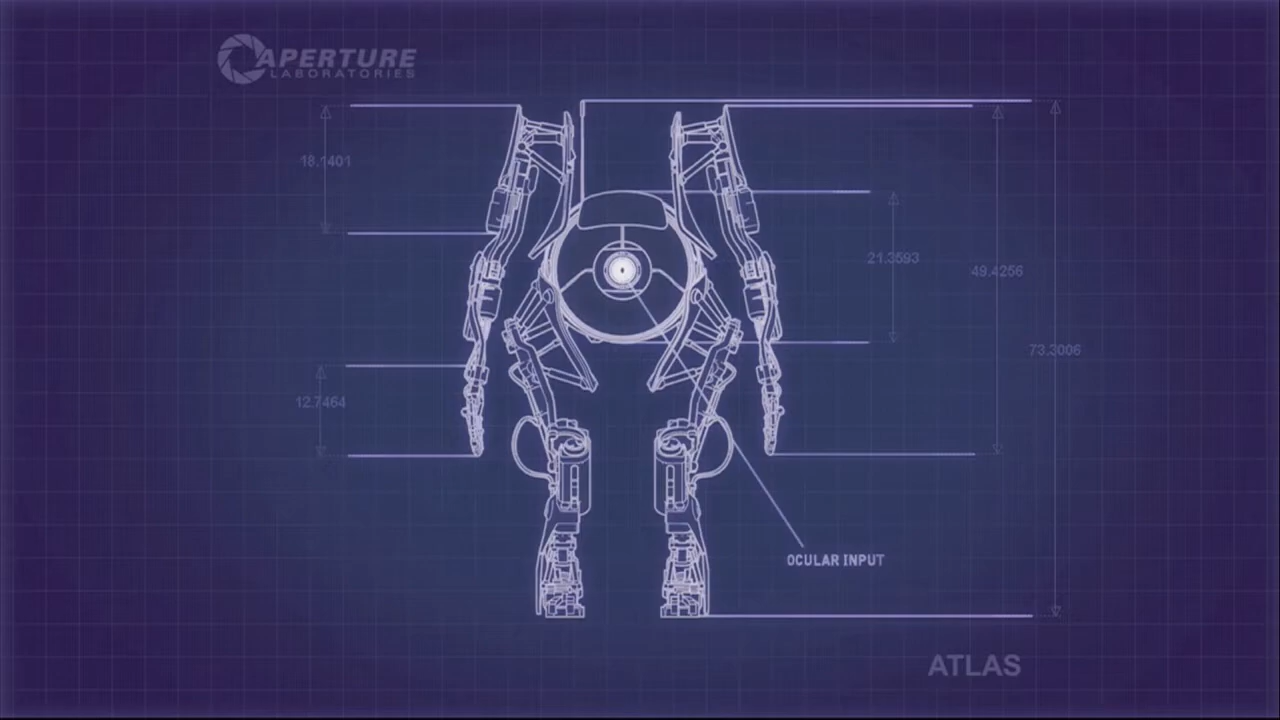 APERTURE
LABORATORIES
18.1401
21.3593
49.4256
73.3006
12.7464
OCULAR INPUT
ATLAS